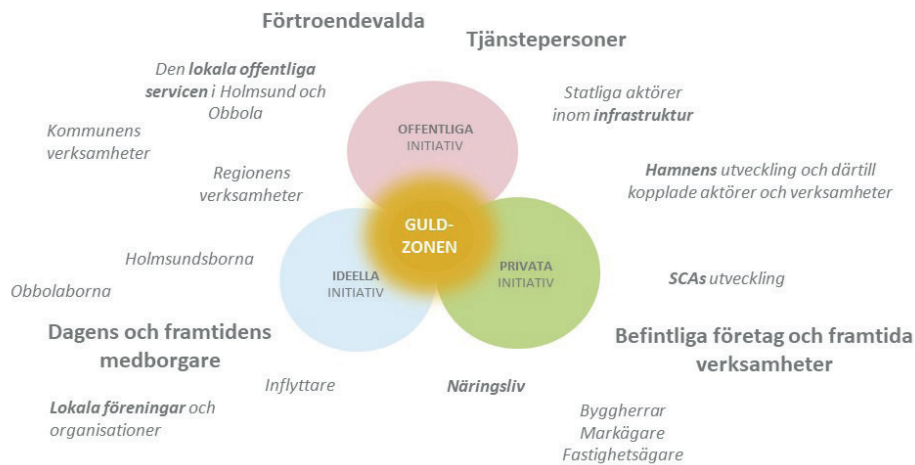 Förtroendevalda
Tjänstepersoner
Den lokala offentliga
servicen i Holmsund och
Obbola
Statliga aktörer
inom infrastruktur
Kommunens
verksamheter
OFFENTLIGA
INITIATIV
Regionens
verksamheter
Hamnens utveckling och därtill
kopplade aktörer och verksamheter
GULD-
ZONEN
Holmsundsborna
IDEELLA
INITIATIV
PRIVATA
INITIATIV
SCAs utveckling
Obbolaborna
Dagens och framtidens
medborgare
Befintliga företag och framtida
verksamheter
Inflyttare
Näringsliv
Lokala föreningar och
organisationer
Byggherrar
Markägare
Fastighetsägare